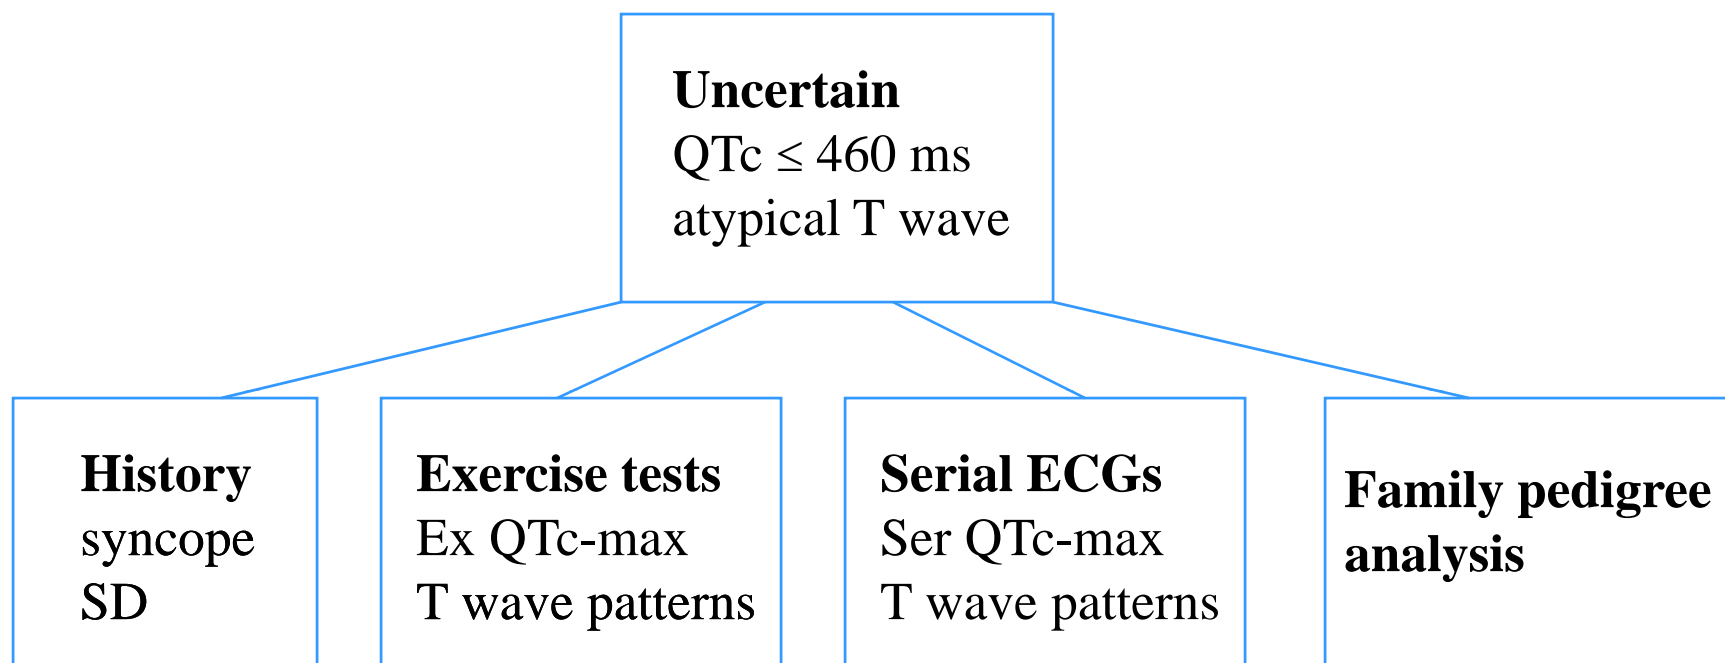 Uncertain
QTc ≤ 460 ms
atypical T wave
History
syncope
SD
Exercise tests
Ex QTc-max
T wave patterns
Serial ECGs
Ser QTc-max
T wave patterns
Family pedigree
analysis